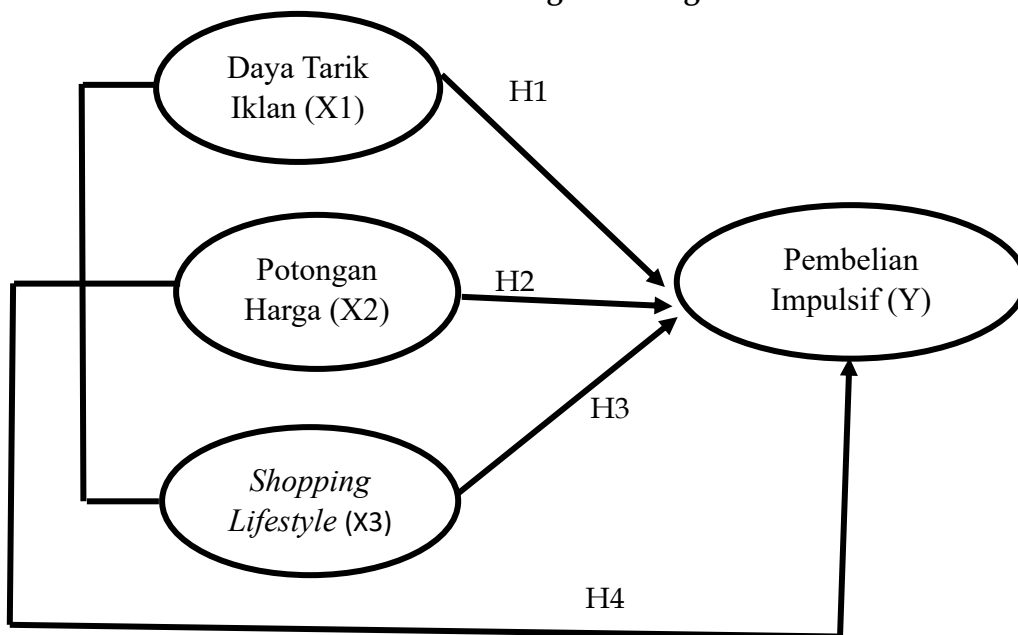 Daya Tarik
Iklan (X1)
H1
Potongan
Harga (X2)
H2
Pembelian
Impulsif (Y)
H3
Shopping
Lifestyle (X3)
H4